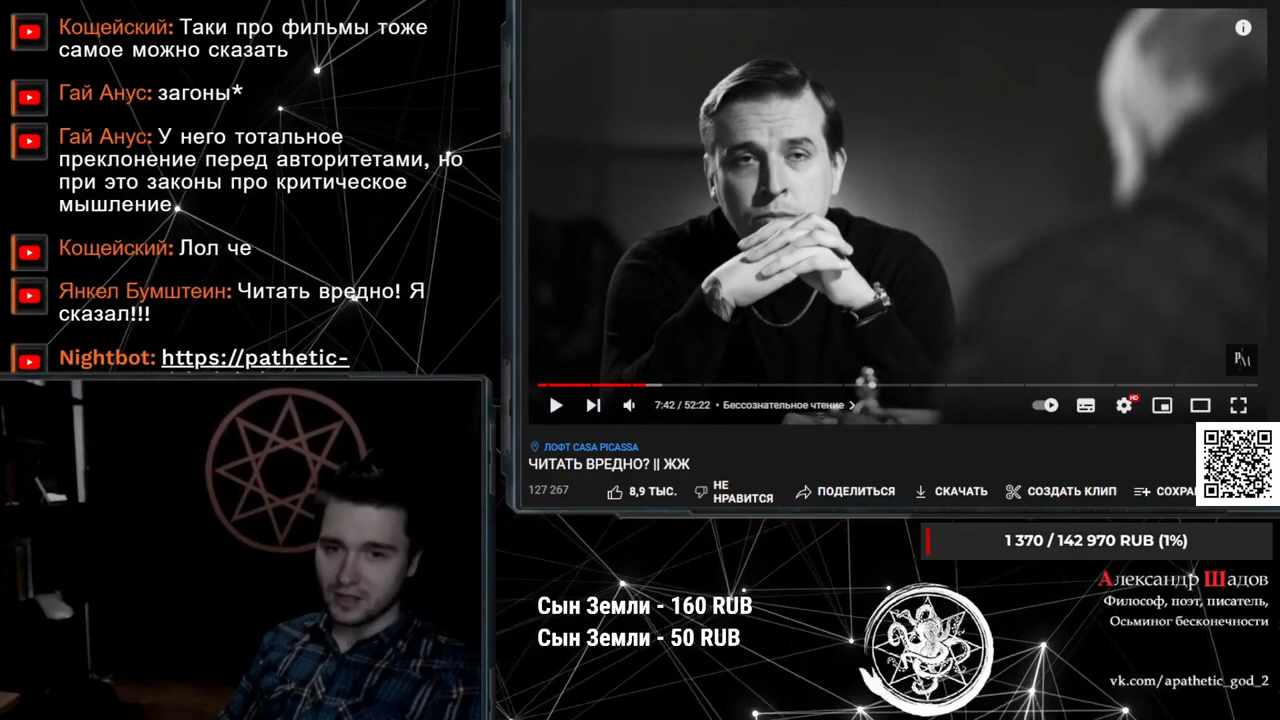 Кощейский: Таки про фильмы тоже
самое можно сказать
Гай Анус: загоны*
Гай Анус: У него тотальное
преклонение перед авторитетами, но
при это законы про критическое
мышление.
Кощейский: Лол че
Янкел Бумштеин: Читать вредно! Я
сказал!!!
Nightbot: https://pathetic-
7:42 / 52:22 • Бессознательное чтение
HD
ЛОФТ CASA PICASSA
ЧИТАТЬ ВРЕДНО? || ЖЖ
127 267
8,9 ТЫС.
НЕ
НРАВИТСЯ
ПОДЕЛИТЬСЯ
СКАЧАТЬ
СОЗДАТЬ КЛИП
1 370 / 142 970 RUB (1%)
Сын Земли - 160 RUB
Сын Земли - 50 RUB
Александр Шадов
Философ, поэт, писатель,
Осьминог бесконечности
vk.com/apathetic_god_2